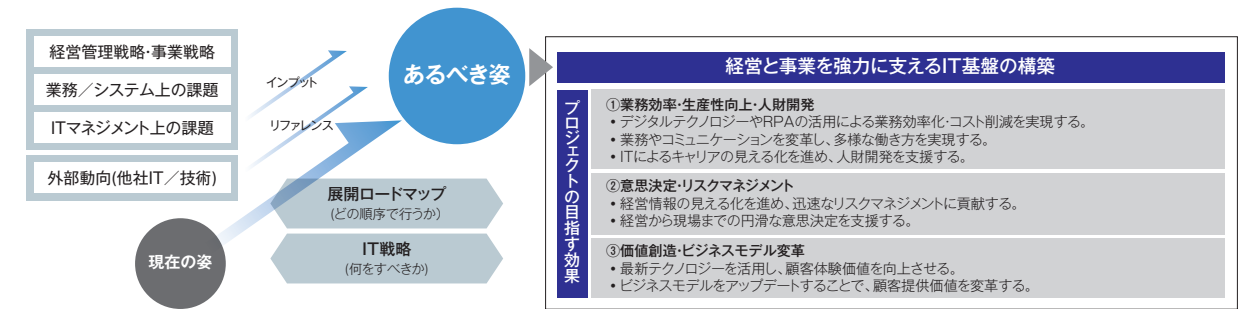 経営管理戦略･事業戦略
業務／システム上の課題
ITマネジメント上の課題
外部動向(他社IT／技術)
インプット
リファレンス
あるべき姿
現在の姿
展開ロードマップ
(どの順序で行うか)
IT戦略
(何をすべきか)
経営と事業を強力に支えるIT基盤の構築
プロジェクトの目指す効果
①業務効率･生産性向上･人財開発
• デジタルテクノロジーやRPAの活用による業務効率化･コスト削減を実現する。
• 業務やコミュニケーションを変革し、多様な働き方を実現する。
• ITによるキャリアの見える化を進め、人財開発を支援する。
②意思決定･リスクマネジメント
• 経営情報の見える化を進め、迅速なリスクマネジメントに貢献する。
• 経営から現場までの円滑な意思決定を支援する。
③価値創造･ビジネスモデル変革
• 最新テクノロジーを活用し、顧客体験価値を向上させる。
• ビジネスモデルをアップデートすることで、顧客提供価値を変革する。